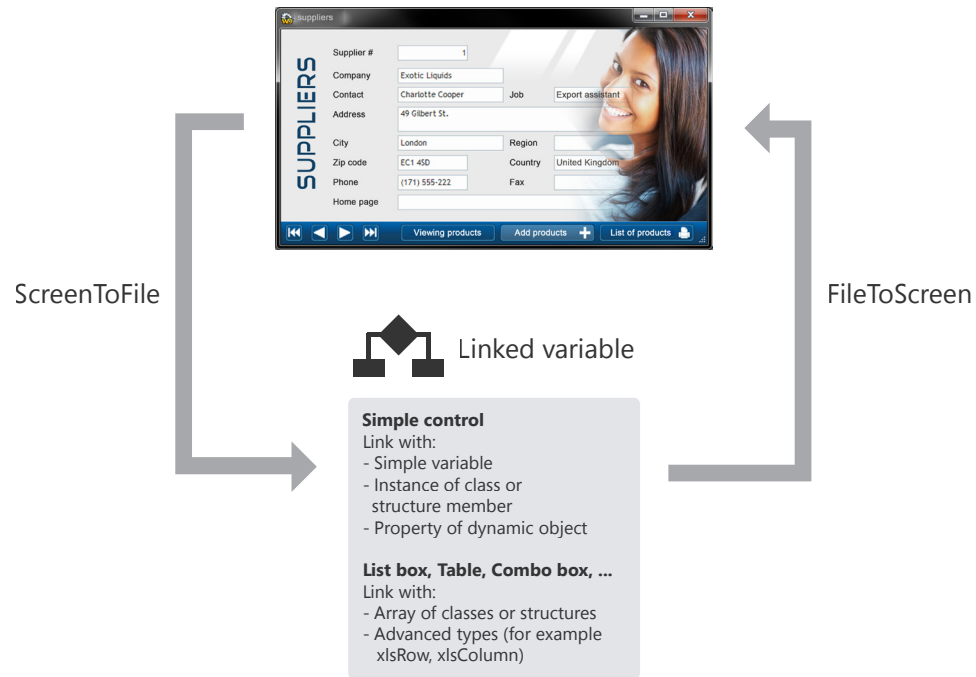 suppliers
SUPPLIERS
Supplier # 1
Company Exotic Liquids
Contact Charlotte Cooper Job Export assistant
Address 49 Gilbert St.
City London Region
Zip code EC1 4SD Country United Kingdom
Phone (171) 555-222 Fax
Home page
Viewing products Add products List of products
ScreenToFile
FileToScreen
Linked variable
Simple control
Link with:
- Simple variable
- Instance of class or
structure member
- Property of dynamic object
List box, Table, Combo box, ...
Link with:
- Array of classes or structures
- Advanced types (for example
xlsRow, xlsColumn)